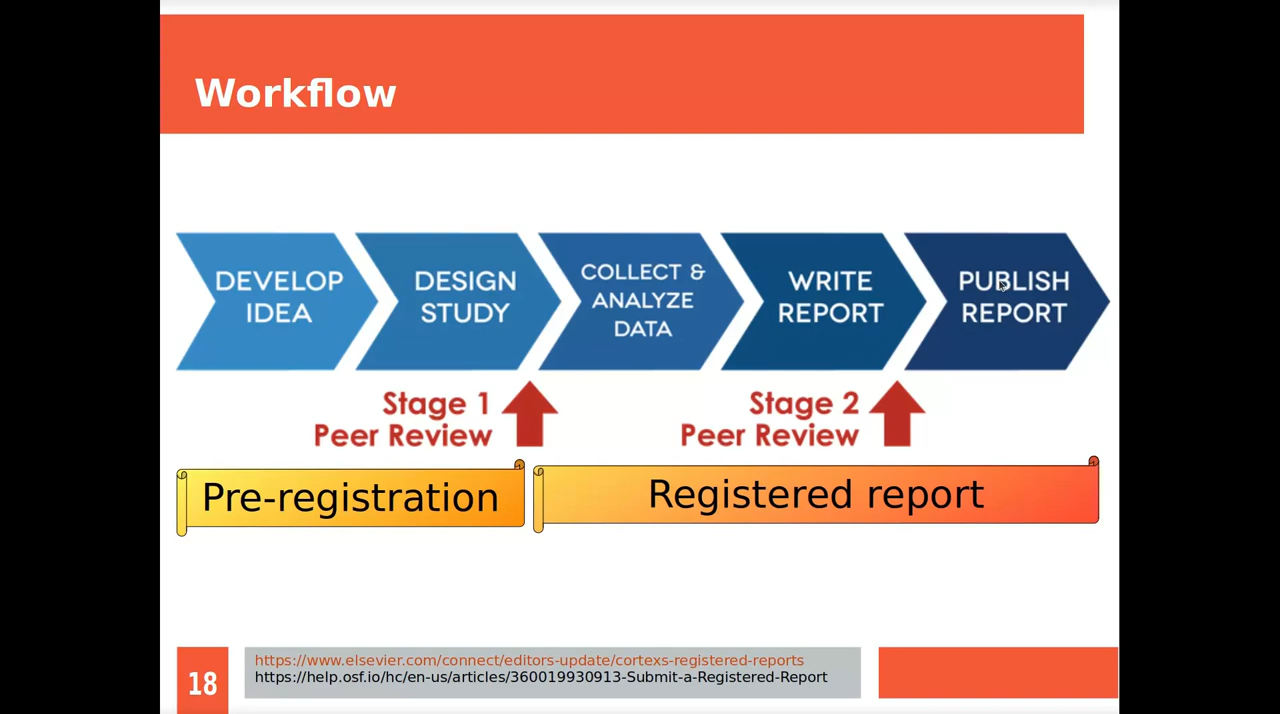 Workflow
DEVELOP
IDEA
DESIGN
STUDY
COLLECT &
ANALYZE
DATA
WRITE
REPORT
PUBLISH
REPORT
Stage 1
Peer Review
Stage 2
Peer Review
Pre-registration
Registered report
18
https://www.elsevier.com/connect/editors-update/cortexs-registered-reports
https://help.osf.io/hc/en-us/articles/360019930913-Submit-a-Registered-Report